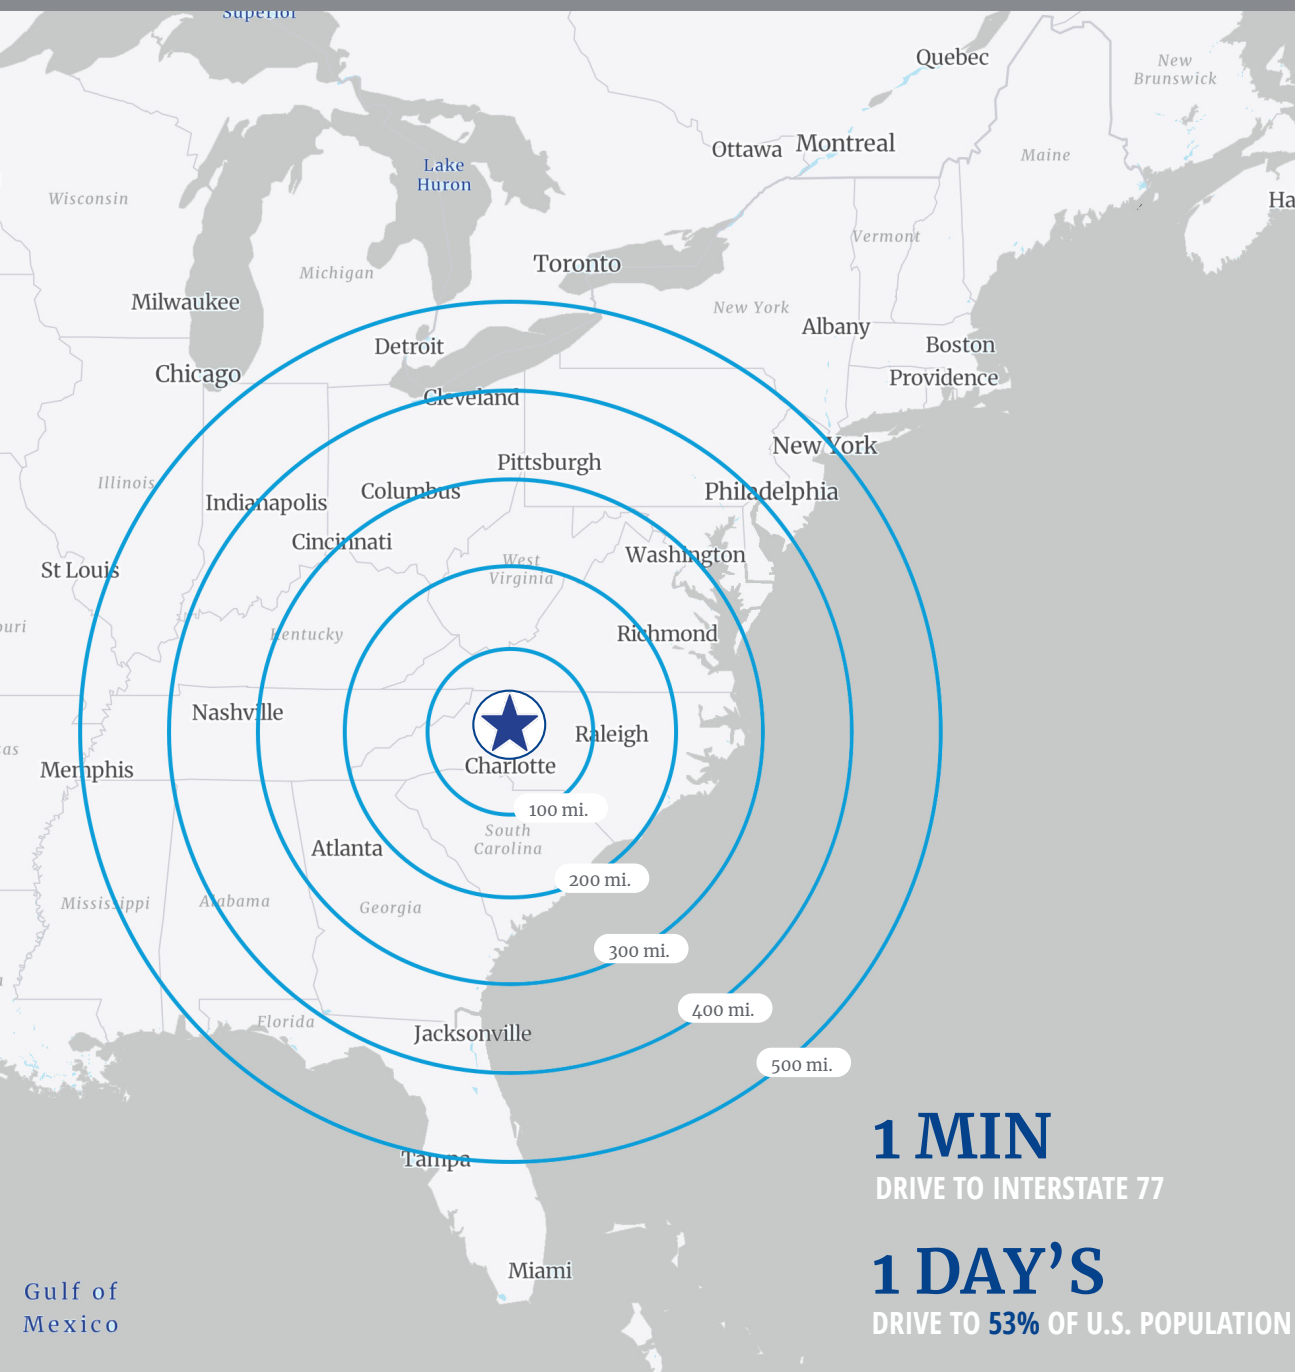 Superior
Quebec
New
Brunswick
Ottawa
Montreal
Maine
Lake
Huron
Wisconsin
Ha
Vermont
Toronto
Michigan
Milwaukee
New York
Albany
Detroit
Boston
Chicago
Providence
Cleveland
New York
Pittsburgh
Illinois
Columbus
Philadelphia
Indianapolis
Cincinnati
Washington
West
Virginia
St Louis
ouri
Kentucky
Richmond
Nashville
Raleigh
as
Memphis
Charlotte
100 mi.
South
Carolina
Atlanta
200 mi.
Mississippi
Alabama
Georgia
300 mi.
400 mi.
Florida
Jacksonville
500 mi.
1 MIN
DRIVE TO INTERSTATE 77
Tampa
1 DAY’S
DRIVE TO 53% OF U.S. POPULATION
Miami
Gulf of
Mexico